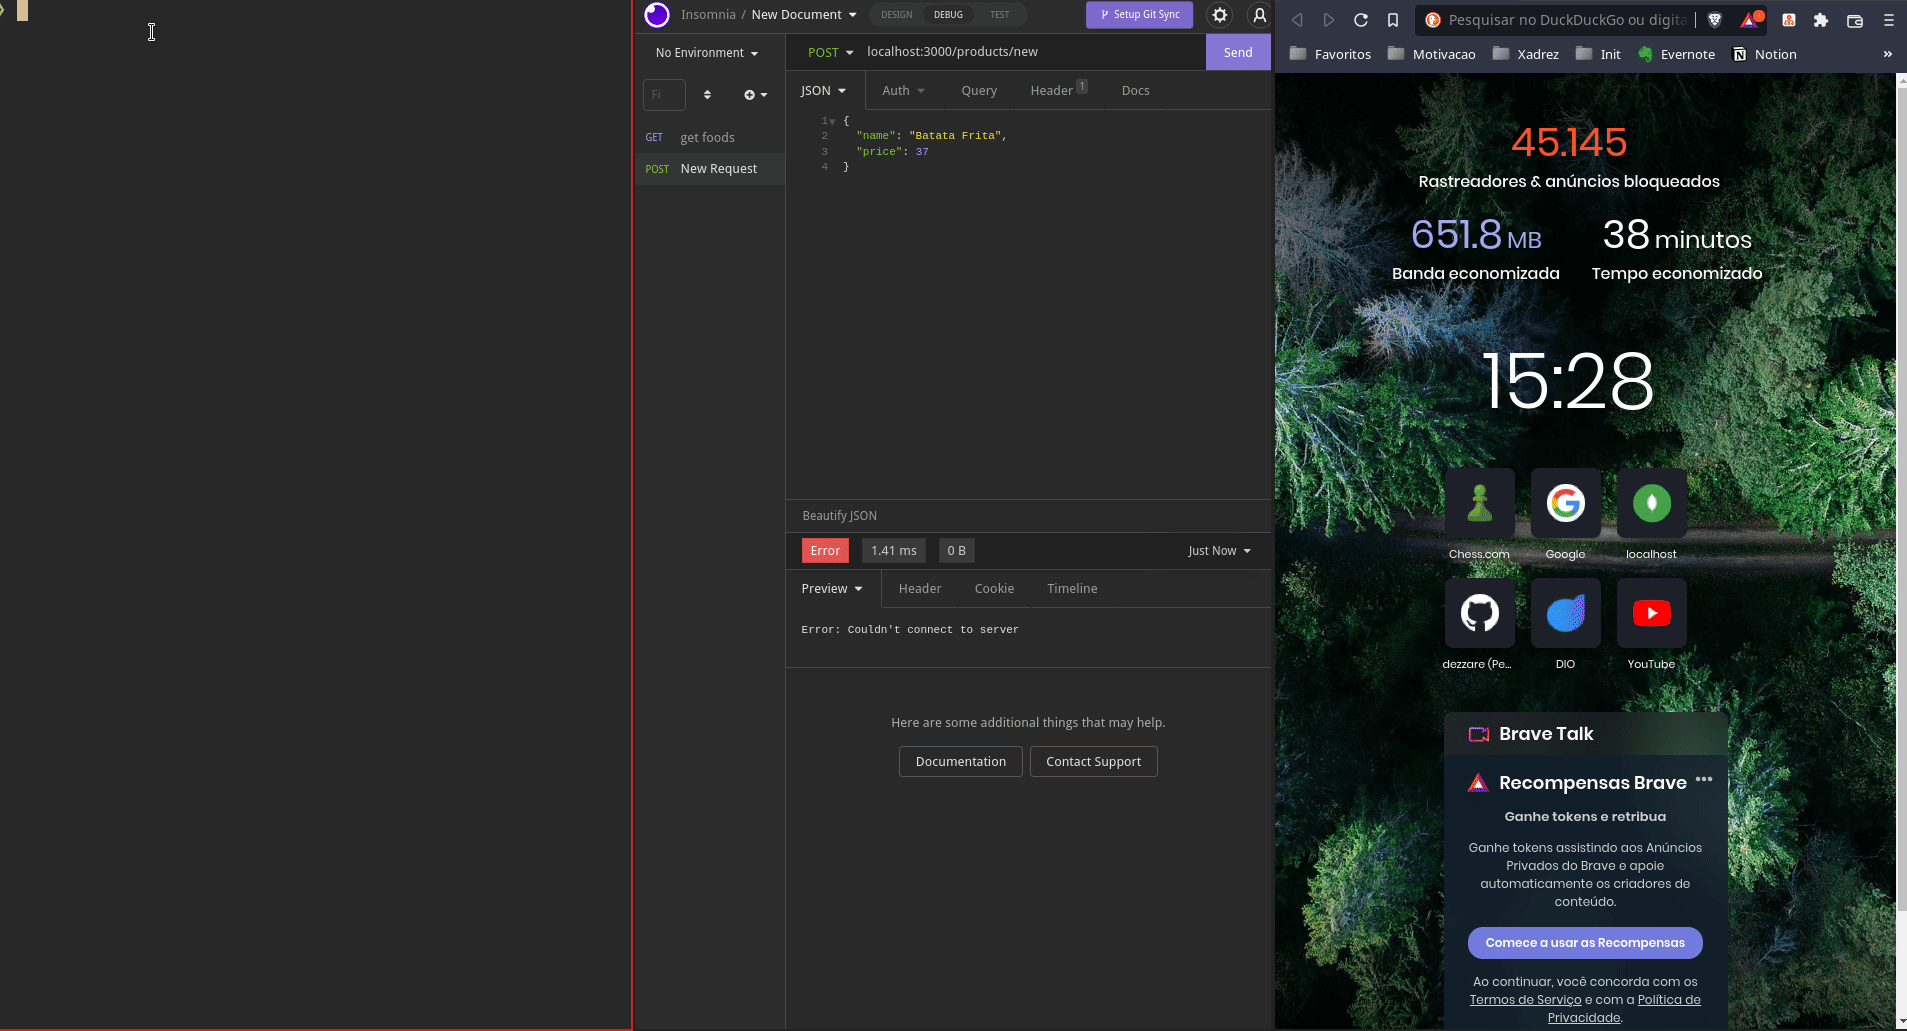 Insomnia / New Document
DESIGN
DEBUG
TEST
Setup Git Sync
No Environment
POST
localhost:3000/products/new
Send
Fi
GET get foods
POST New Request
JSON
Auth
Query
Header 1
Docs
1 {
2 "name": "Batata Frita",
3 "price": 37
4 }
Beautify JSON
Error
1.41 ms
0 B
Just Now
Preview
Header
Cookie
Timeline
Error: Couldn't connect to server
Here are some additional things that may help.
Documentation
Contact Support
Pesquisar no DuckDuckGo ou digita
Favoritos
Motivacao
Xadrez
Init
Evernote
Notion
»
45.145
Rastreadores & anúncios bloqueados
651.8 MB
Banda economizada
38 minutos
Tempo economizado
15:28
Chess.com
Google
localhost
dezzare (Pe...
DIO
YouTube
Brave Talk
Recompensas Brave
Ganhe tokens e retribua
Ganhe tokens assistindo aos Anúncios
Privados do Brave e apoie
automaticamente os criadores de
conteúdo.
Comece a usar as Recompensas
Ao continuar, você concorda com os
Termos de Serviço e com a Política de
Privacidade.